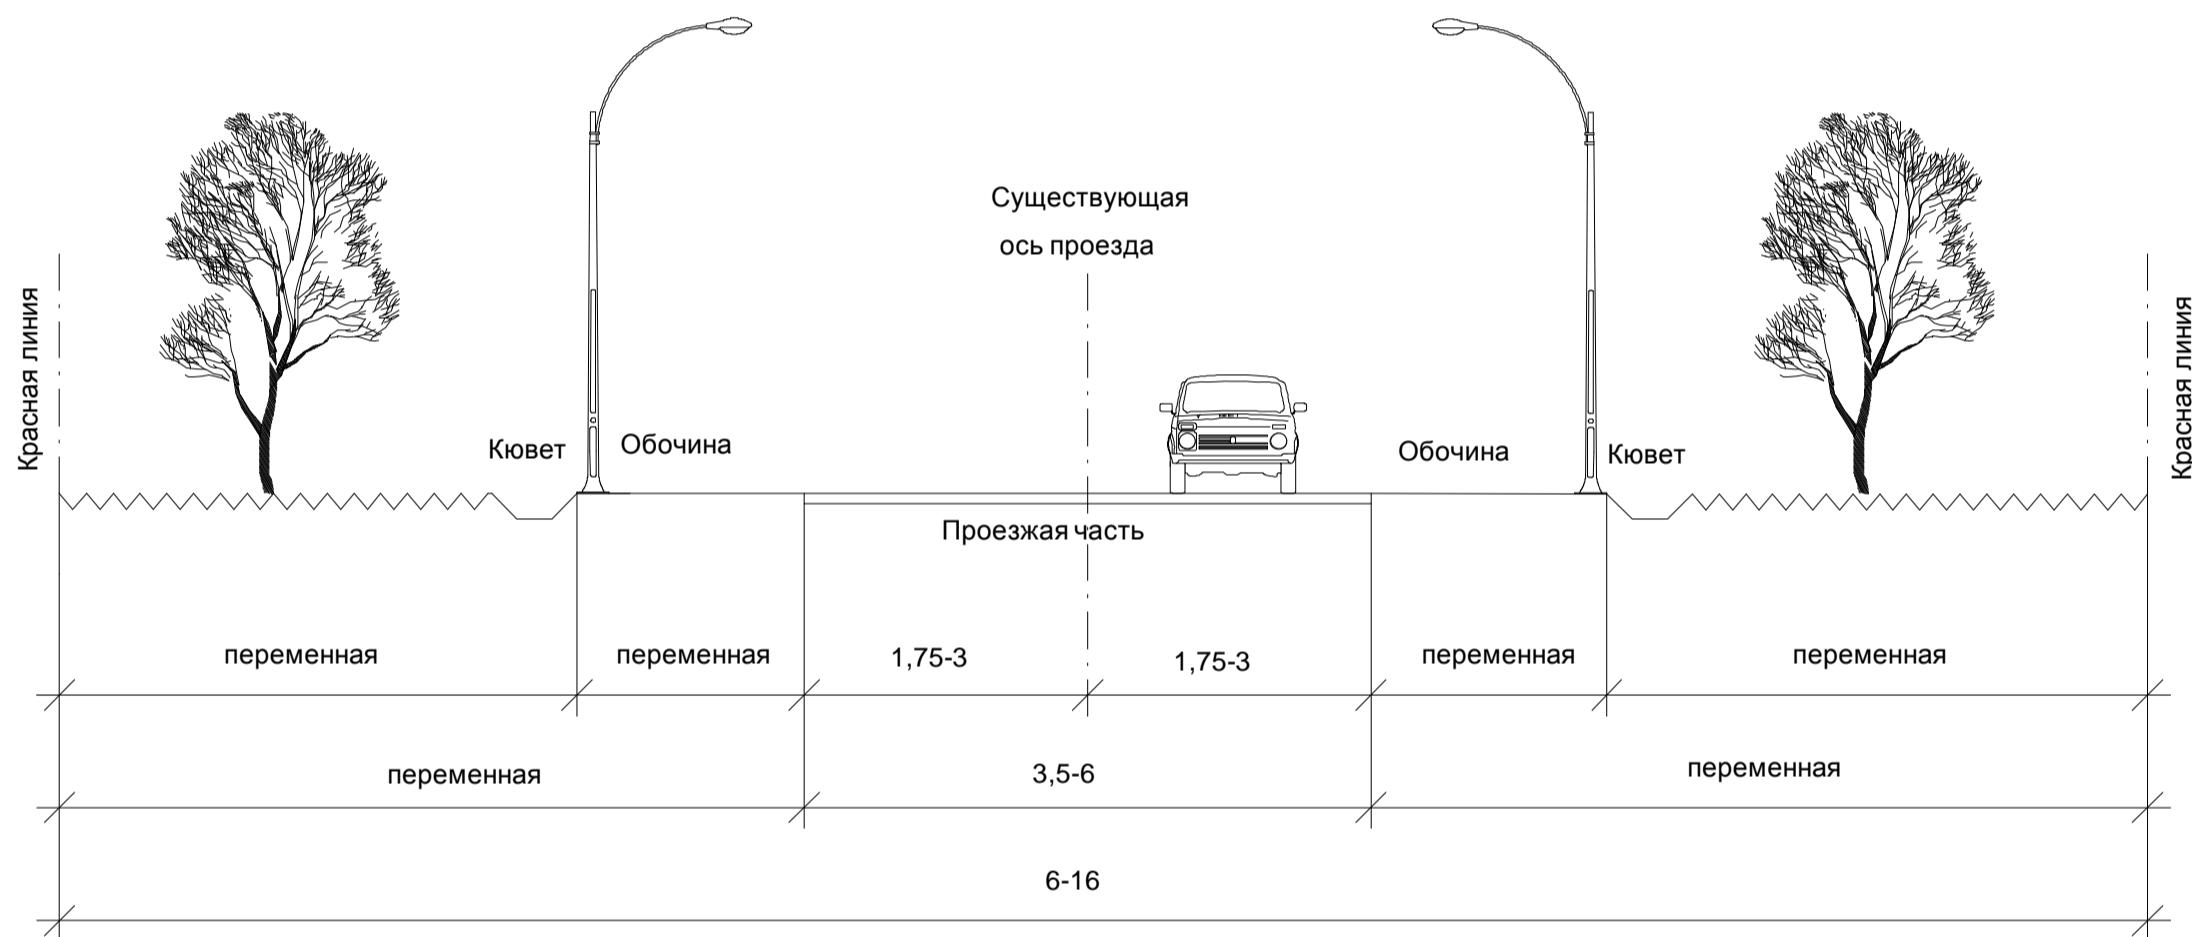 Существующая
ось проезда
Красная линия
Красная линия
Кювет
Обочина
Обочина
Кювет
Проезжая часть
переменная
переменная
1,75-3
1,75-3
переменная
переменная
переменная
3,5-6
переменная
6-16